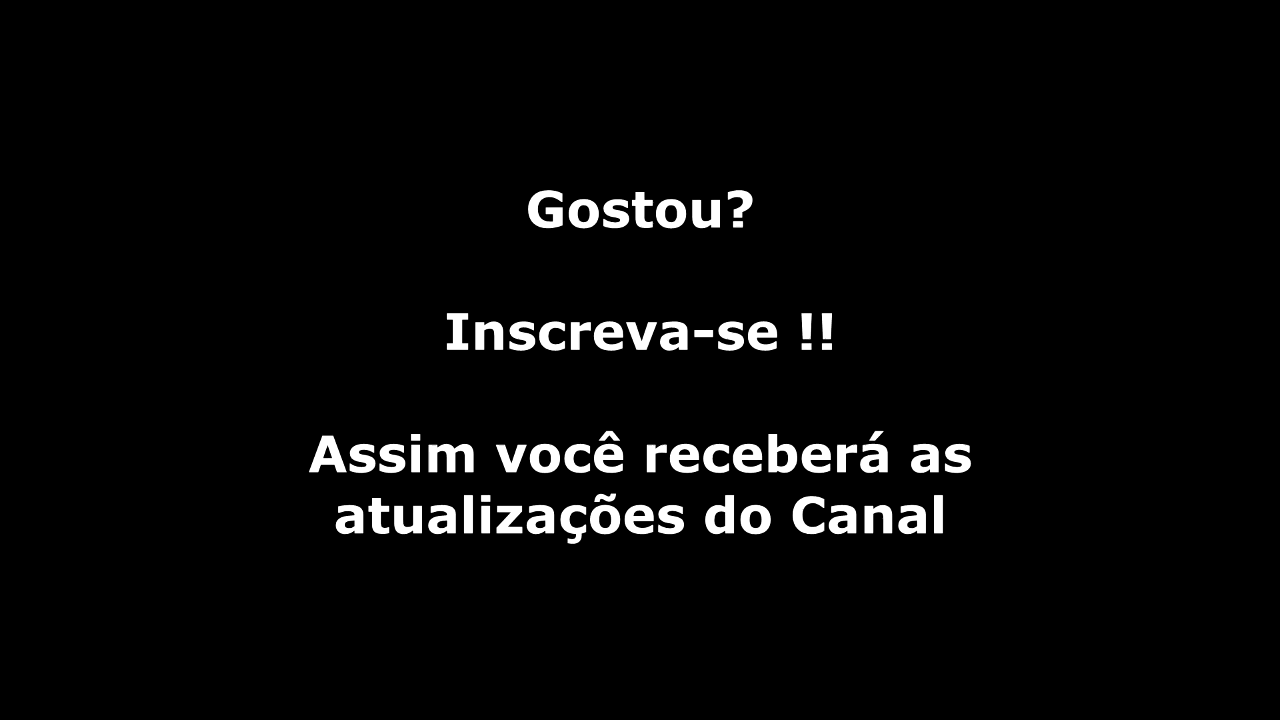 Gostou?
Inscreva-se !!
Assim você receberá as
atualizações do Canal